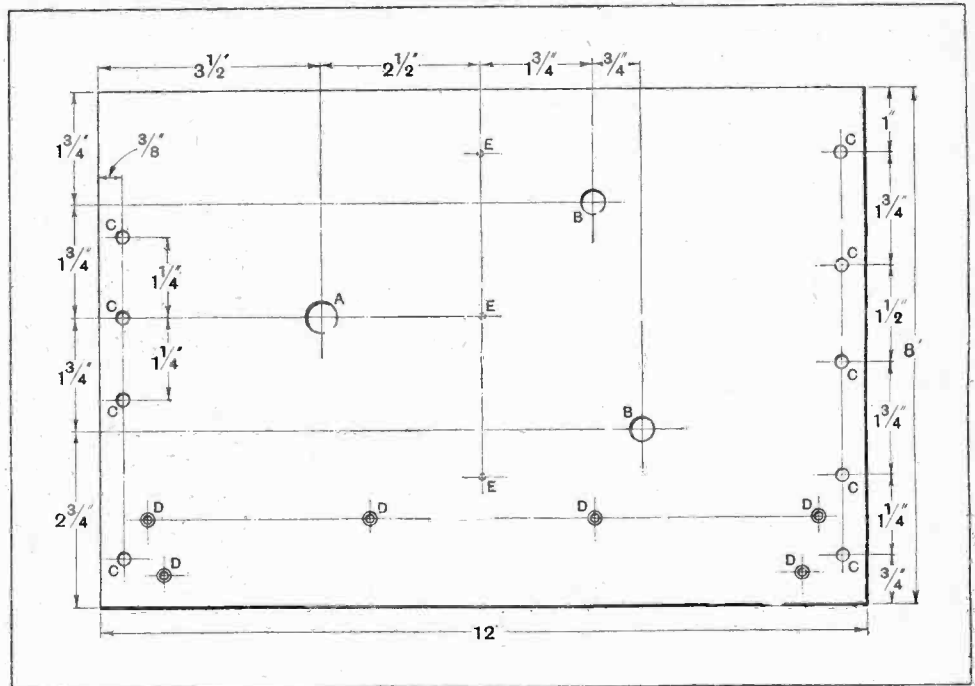 3 1/2" 2 1/2" 1 3/4" 3/4"
1 3/4" 3/8" E C 1"
B
C 1 3/4"
1 3/4" 1 1/4" C
A
C E 1 1/2"
8"
1 3/4" 1 1/4" C
C B 1 3/4"
E C
2 3/4" D D D D 1 1/4"
C D D C
3/4"
12